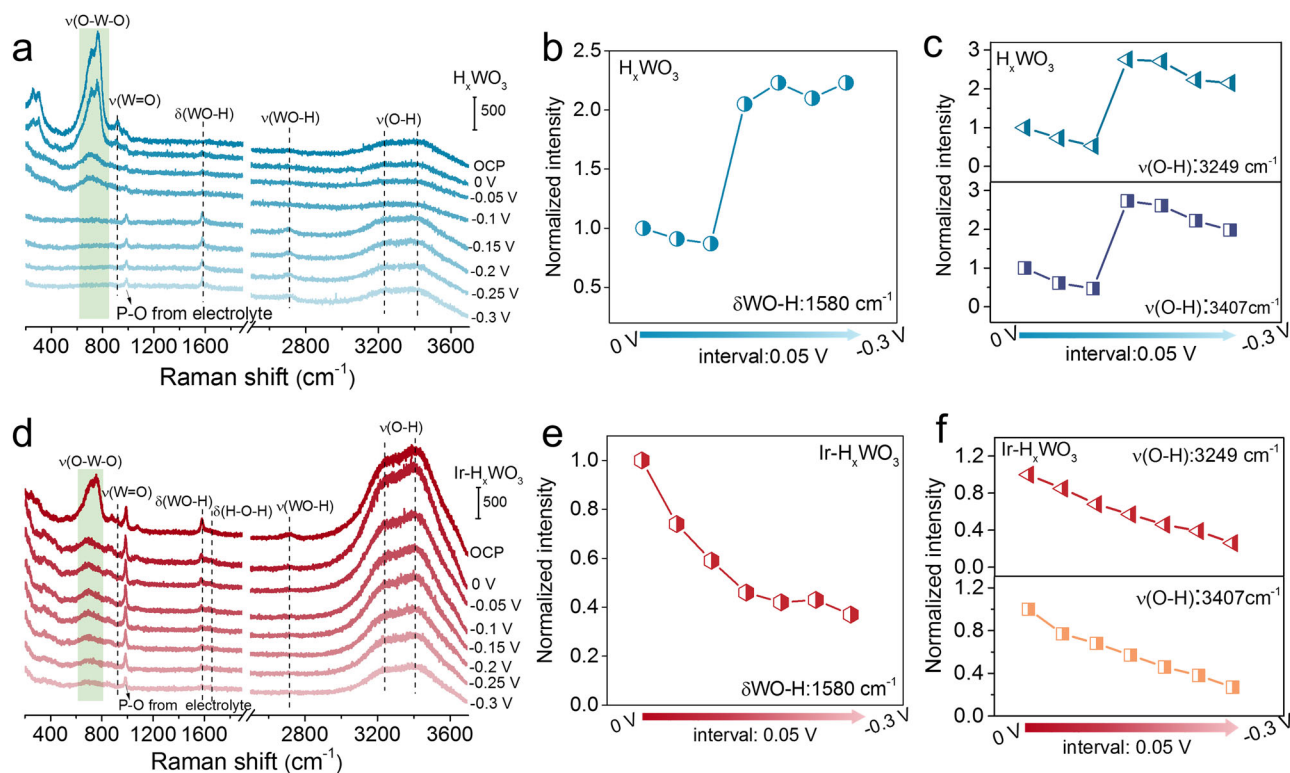 a
ν(O-W-O)
ν(W=O)
δ(WO-H)
ν(WO-H)
ν(O-H)
HₓWO₃
500
OCP
0 V
-0.05 V
-0.1 V
-0.15 V
-0.2 V
-0.25 V
-0.3 V
P-O from electrolyte
400 800 1200 1600 2800 3200 3600
Raman shift (cm⁻¹)
b
HₓWO₃
2.5
2.0
1.5
1.0
0.5
Normalized intensity
δWO-H:1580 cm⁻¹
0 V
-0.3 V
interval:0.05 V
c
HₓWO₃
3
2
1
0
ν(O-H):3249 cm⁻¹
3
2
1
0
ν(O-H):3407cm⁻¹
Normalized intensity
0 V
-0.3 V
interval:0.05 V
d
ν(O-W-O)
ν(W=O)
δ(WO-H)
δ(H-O-H)
ν(WO-H)
ν(O-H)
Ir-HₓWO₃
500
OCP
0 V
-0.05 V
-0.1 V
-0.15 V
-0.2 V
-0.25 V
-0.3 V
P-O from electrolyte
400 800 1200 1600 2800 3200 3600
Raman shift (cm⁻¹)
e
Ir-HₓWO₃
1.0
0.8
0.6
0.4
0.2
0.0
Normalized intensity
δWO-H:1580 cm⁻¹
0 V
-0.3 V
interval: 0.05 V
f
Ir-HₓWO₃
ν(O-H):3249 cm⁻¹
1.2
0.8
0.4
0.0
ν(O-H):3407cm⁻¹
1.2
0.8
0.4
0.0
Normalized intensity
0 V
-0.3 V
interval: 0.05 V